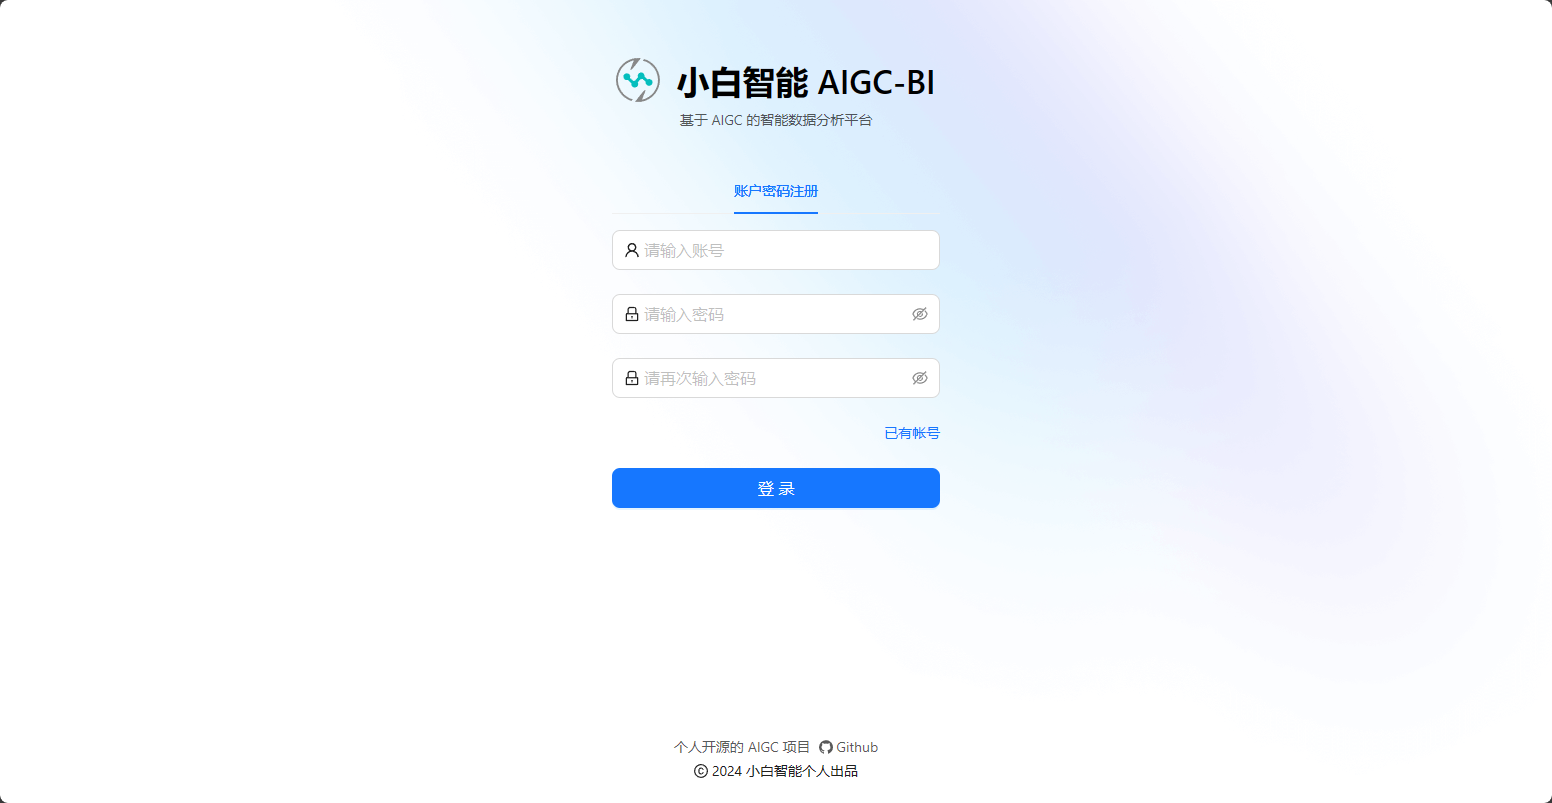 小白智能 AIGC-BI
基于 AIGC 的智能数据分析平台
账户密码注册
请输入账号
请输入密码
请再次输入密码
已有帐号
登 录
个人开源的 AIGC 项目 Github
© 2024 小白智能个人出品